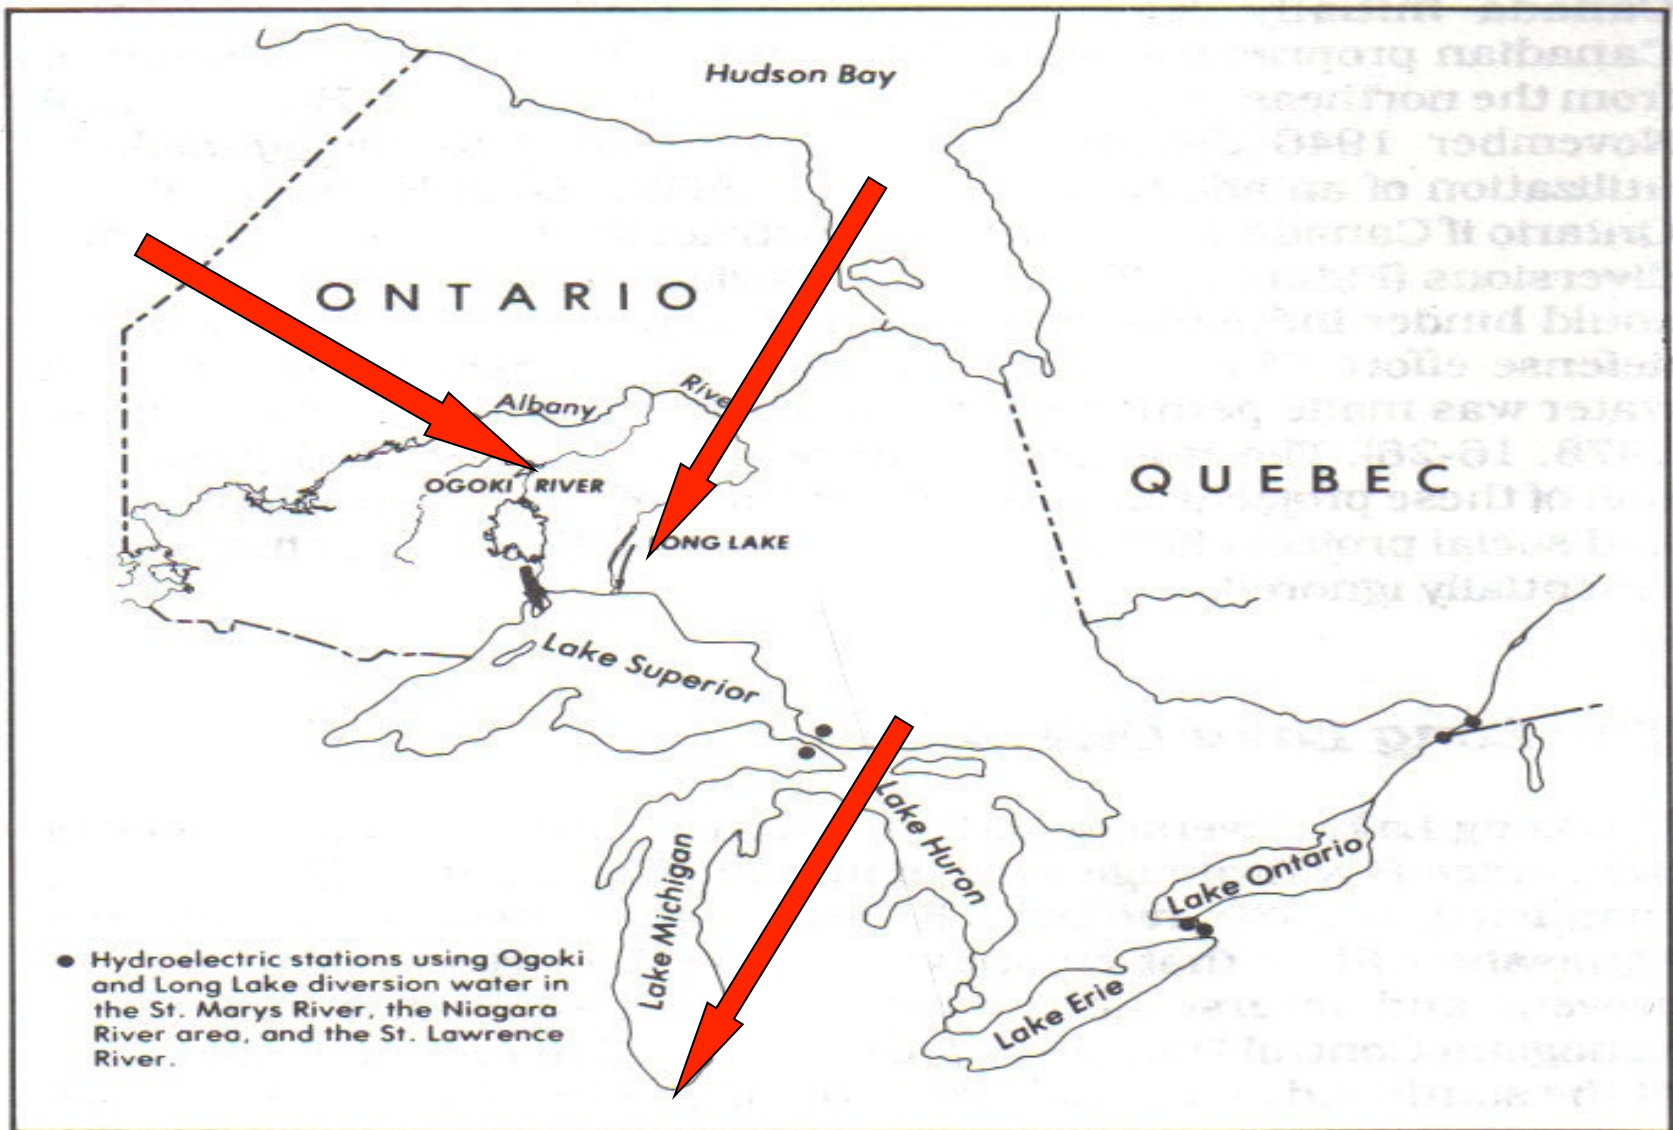 Hudson Bay
ONTARIO
Albany
River
OGOKI RIVER
LONG LAKE
QUEBEC
Lake Superior
Lake Huron
Lake Michigan
Lake Ontario
Lake Erie
● Hydroelectric stations using Ogoki
and Long Lake diversion water in
the St. Marys River, the Niagara
River area, and the St. Lawrence
River.